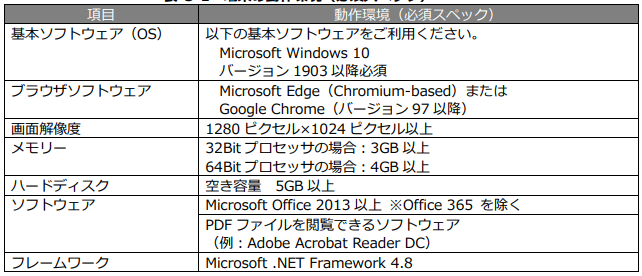 項目 動作環境（必須スペック）
基本ソフトウェア（OS） 以下の基本ソフトウェアをご利用ください。
Microsoft Windows 10
バージョン 1903 以降必須
ブラウザソフトウェア Microsoft Edge（Chromium-based）または
Google Chrome（バージョン 97 以降）
画面解像度 1280 ピクセル×1024 ピクセル以上
メモリー 32Bit プロセッサの場合：3GB 以上
64Bit プロセッサの場合：4GB 以上
ハードディスク 空き容量　5GB 以上
ソフトウェア Microsoft Office 2013 以上 ※Office 365 を除く
PDF ファイルを閲覧できるソフトウェア
（例：Adobe Acrobat Reader DC）
フレームワーク Microsoft .NET Framework 4.8